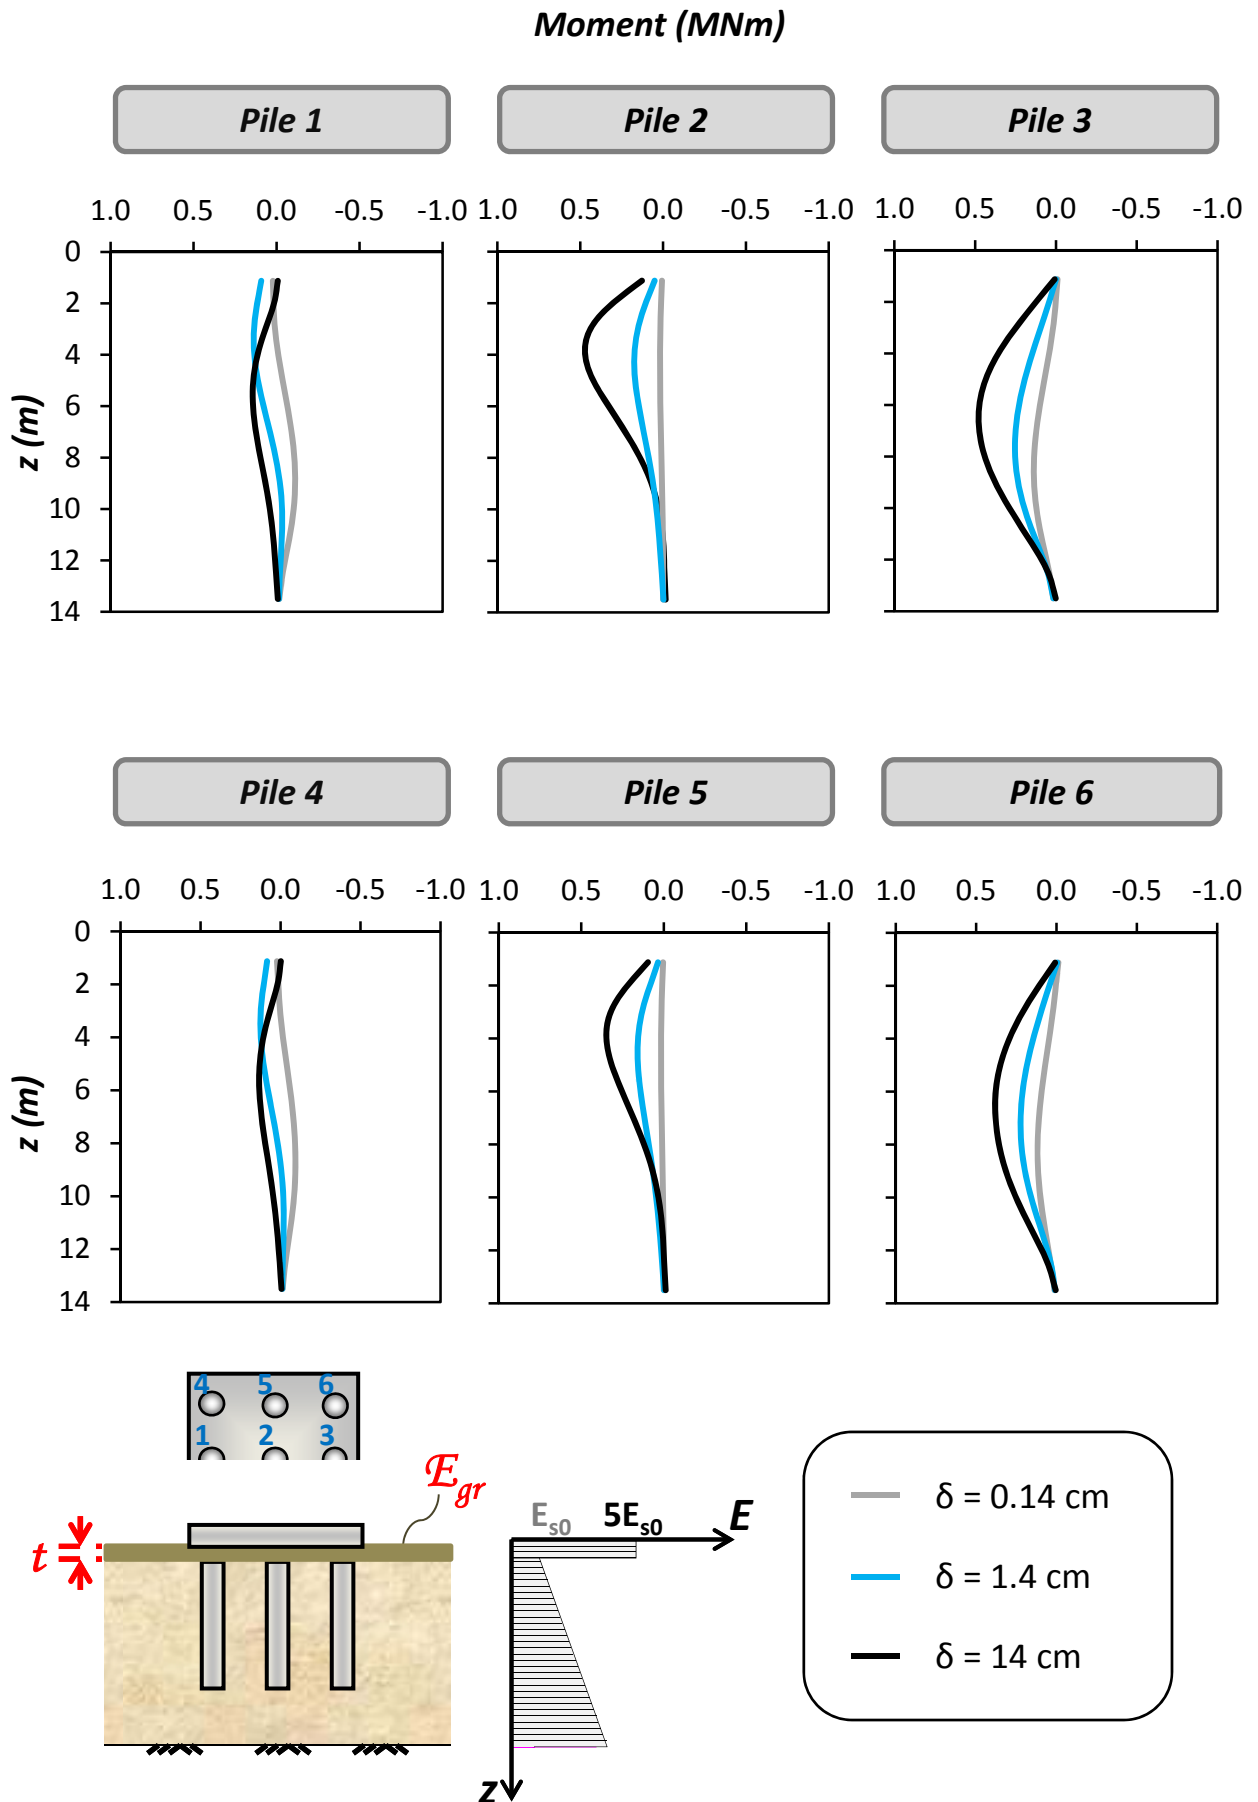 Moment (MNm)
Pile 1 Pile 2 Pile 3
1.0 0.5 0.0 -0.5 -1.0 1.0 0.5 0.0 -0.5 -1.0 1.0 0.5 0.0 -0.5 -1.0
0
2
4
6
8
10
12
14
z (m)
Pile 4 Pile 5 Pile 6
1.0 0.5 0.0 -0.5 -1.0 1.0 0.5 0.0 -0.5 -1.0 1.0 0.5 0.0 -0.5 -1.0
0
2
4
6
8
10
12
14
z (m)
4 5 6
1 2 3
E_gr
t
E_s0 5E_s0 E
z
δ = 0.14 cm
δ = 1.4 cm
δ = 14 cm